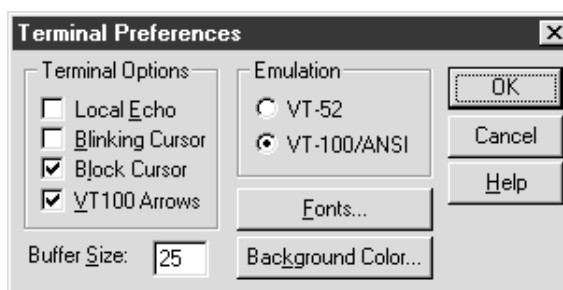 Terminal Preferences
Terminal Options
Local Echo
Blinking Cursor
Block Cursor
VT100 Arrows
Buffer Size: 25
Emulation
VT-52
VT-100/ANSI
Fonts...
Background Color...
OK
Cancel
Help